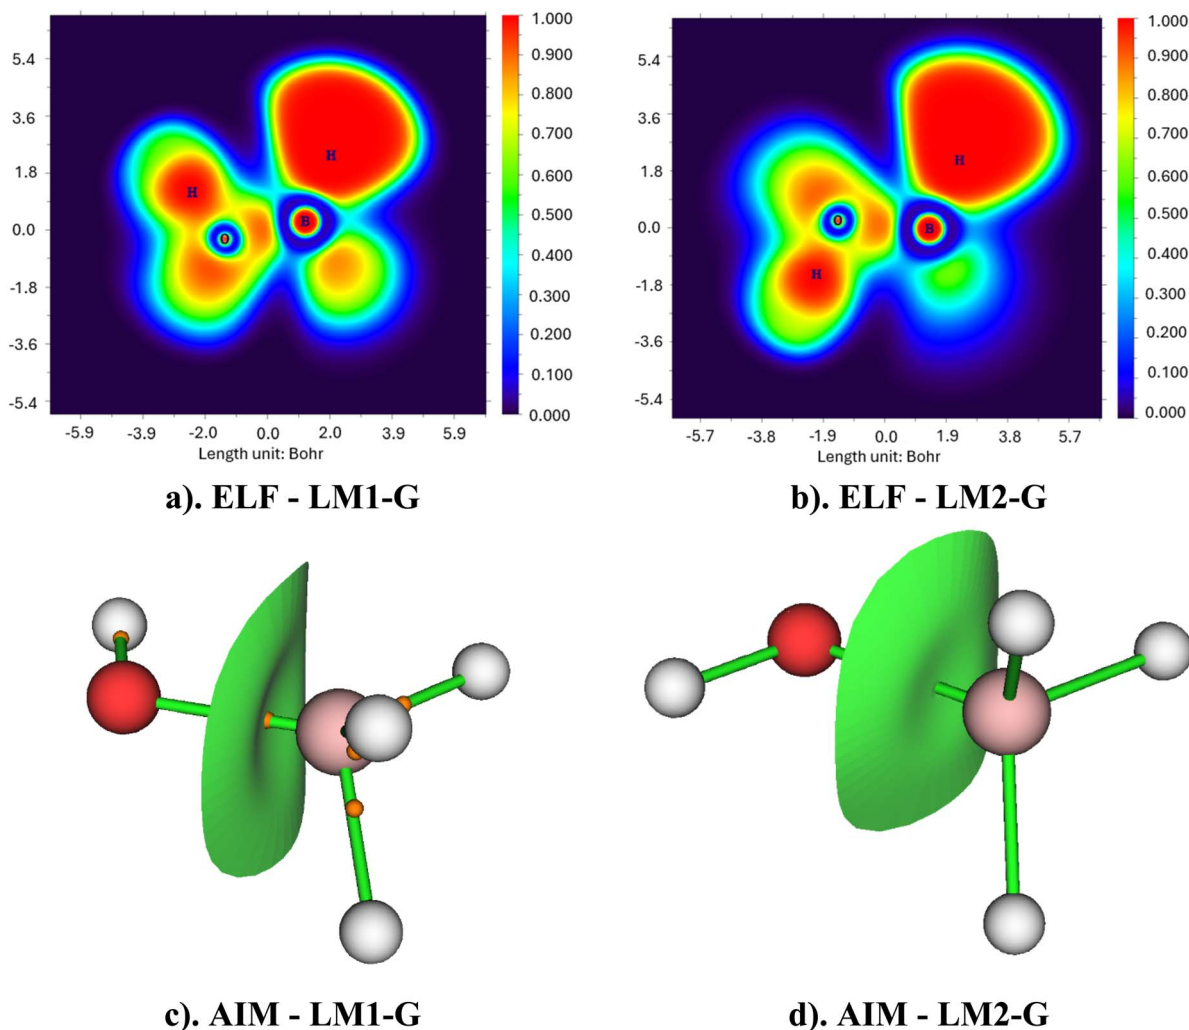 1.000
0.900
0.800
0.700
0.600
0.500
0.400
0.300
0.200
0.100
0.000
5.4
3.6
1.8
0.0
-1.8
-3.6
-5.4
H
H
O
B
-5.9 -3.9 -2.0 0.0 2.0 3.9 5.9
Length unit: Bohr
a). ELF - LM1-G
1.000
0.900
0.800
0.700
0.600
0.500
0.400
0.300
0.200
0.100
0.000
5.4
3.6
1.8
0.0
-1.8
-3.6
-5.4
H
O
B
H
-5.7 -3.8 -1.9 0.0 1.9 3.8 5.7
Length unit: Bohr
b). ELF - LM2-G
c). AIM - LM1-G
d). AIM - LM2-G